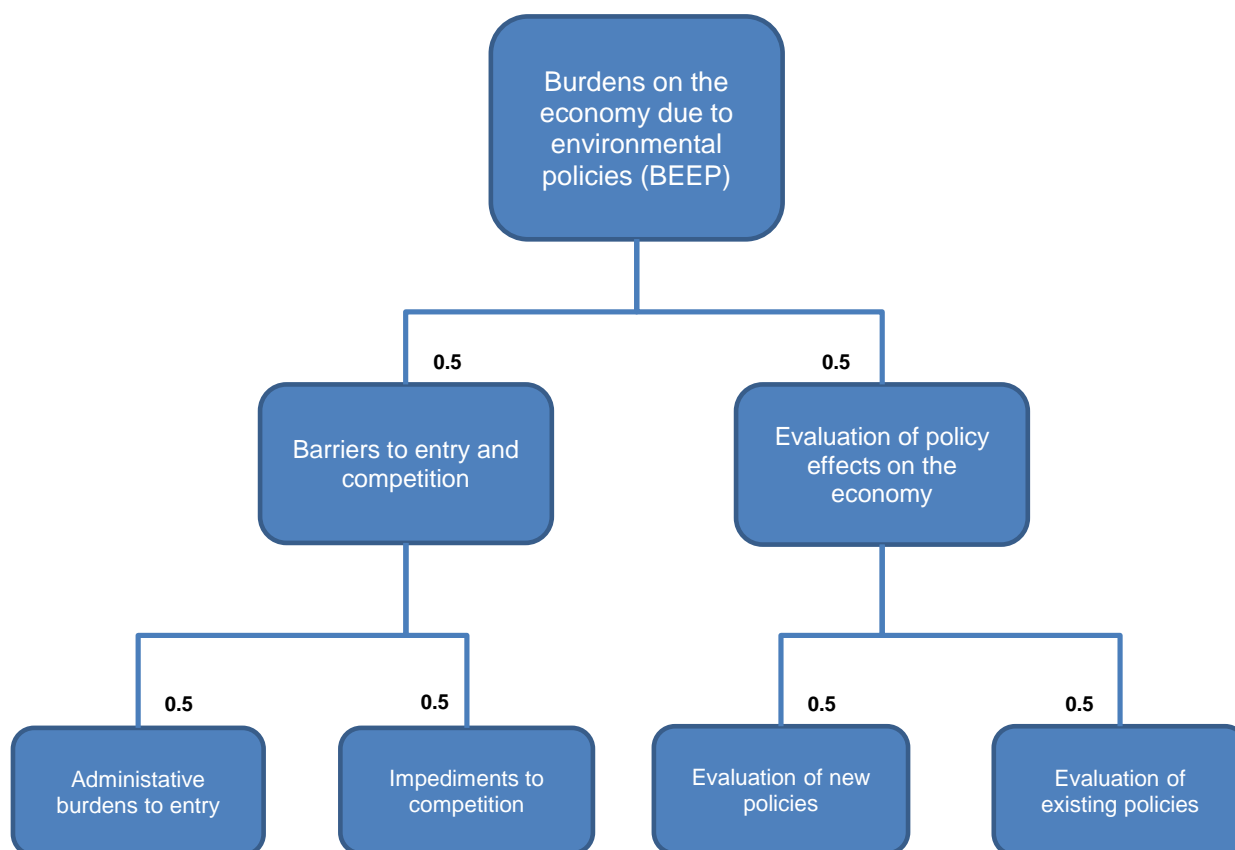 Burdens on the
economy due to
environmental
policies (BEEP)
0.5
0.5
Barriers to entry and
competition
Evaluation of policy
effects on the
economy
0.5
0.5
0.5
0.5
Administative
burdens to entry
Impediments to
competition
Evaluation of new
policies
Evaluation of
existing policies